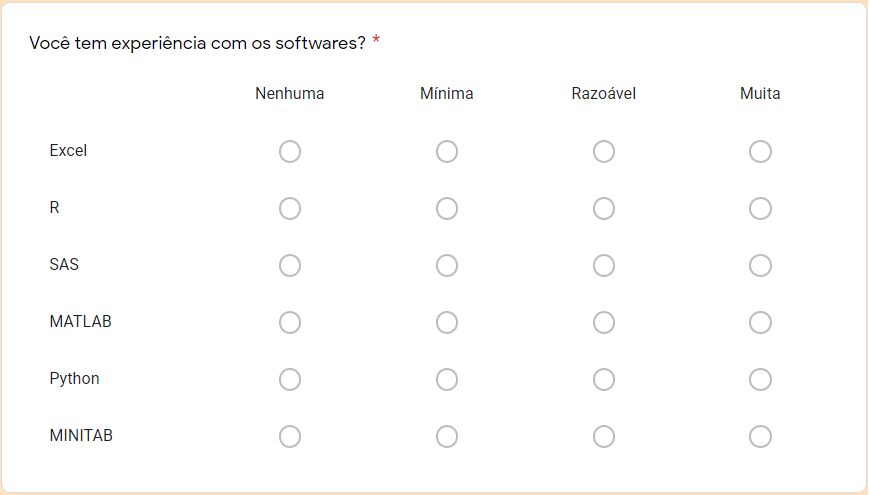 Você tem experiência com os softwares? *
Nenhuma Mínima Razoável Muita
Excel
R
SAS
MATLAB
Python
MINITAB